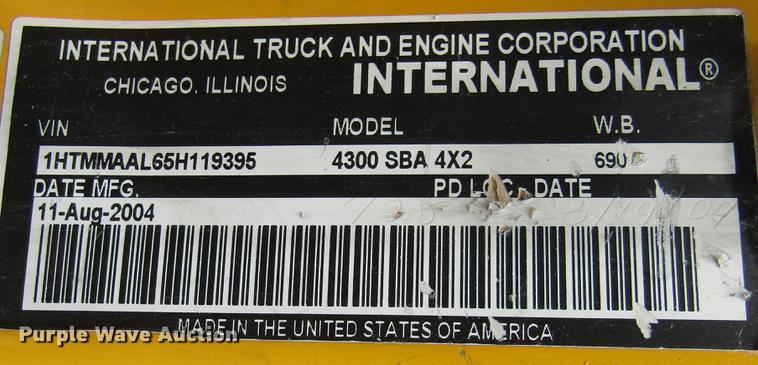 INTERNATIONAL TRUCK AND ENGINE CORPORATION
CHICAGO, ILLINOIS INTERNATIONAL®
VIN MODEL W.B.
1HTMMAAL65H119395 4300 SBA 4X2 690
DATE MFG. PD LOC, DATE
11-Aug-2004
MADE IN THE UNITED STATES OF AMERICA
Purple Wave Auction